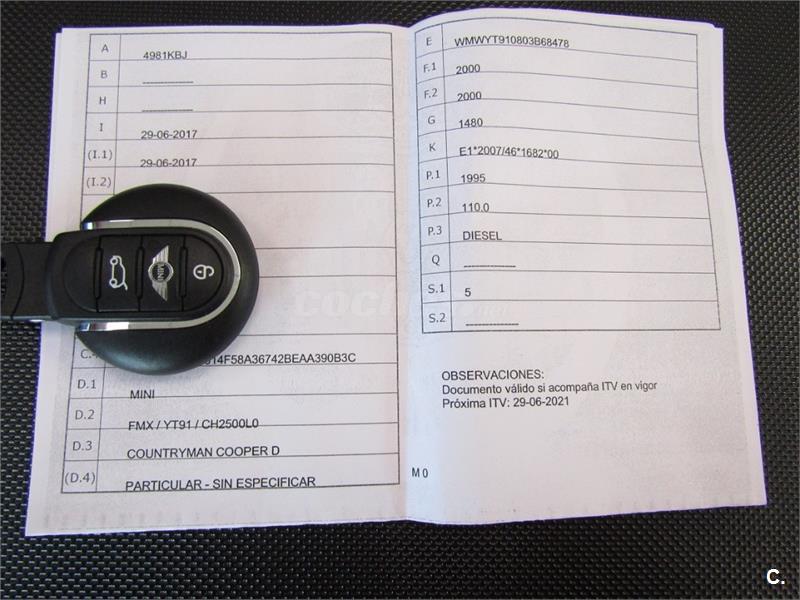 A 4981KBJ
B -------------
H -------------
I 29-06-2017
(I.1) 29-06-2017
(I.2)
MINI
C.4 014F58A36742BEAA390B3C
D.1 MINI
D.2 FMX / YT91 / CH2500L0
D.3 COUNTRYMAN COOPER D
(D.4) PARTICULAR - SIN ESPECIFICAR
E WMWYT910803B68478
F.1 2000
F.2 2000
G 1480
K E1*2007/46*1682*00
P.1 1995
P.2 110.0
P.3 DIESEL
Q -------------
S.1 5
S.2 -------------
OBSERVACIONES:
Documento válido si acompaña ITV en vigor
Próxima ITV: 29-06-2021
M 0
C.